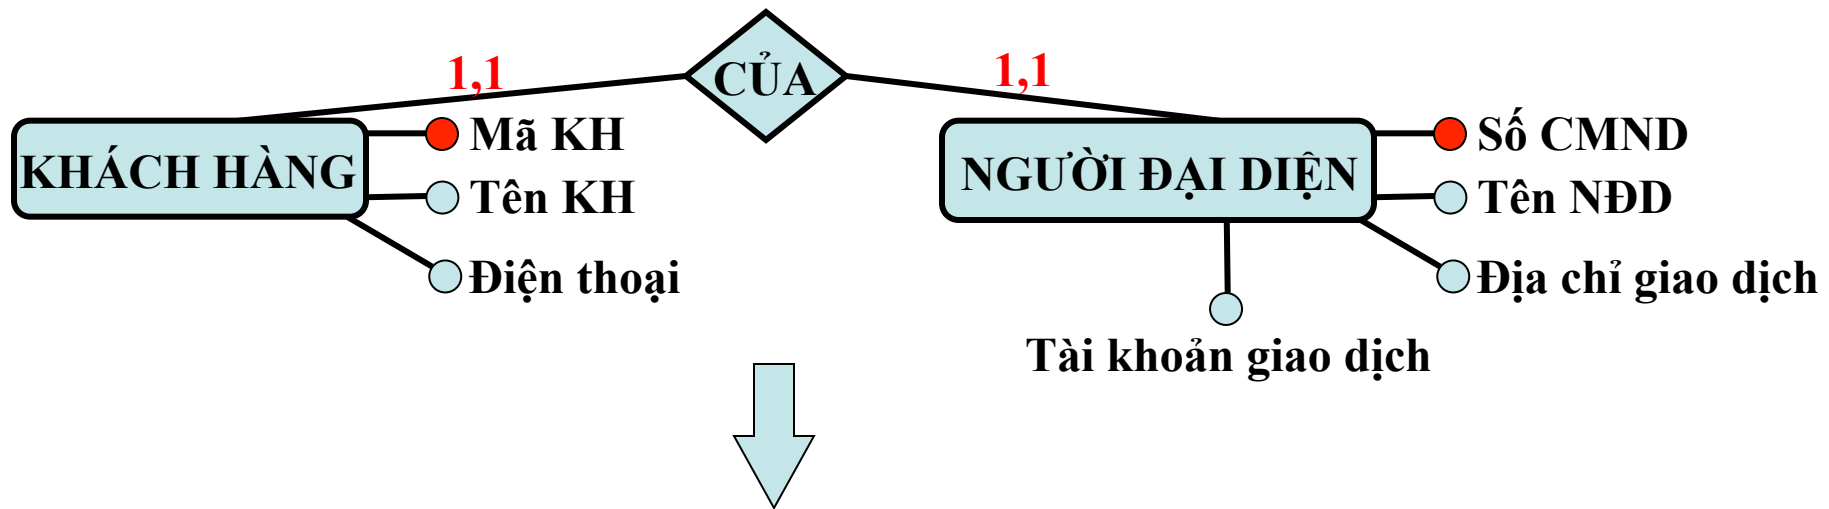 CỦA
1,1
1,1
KHÁCH HÀNG
Mã KH
Tên KH
Điện thoại
NGƯỜI ĐẠI DIỆN
Số CMND
Tên NĐD
Địa chỉ giao dịch
Tài khoản giao dịch